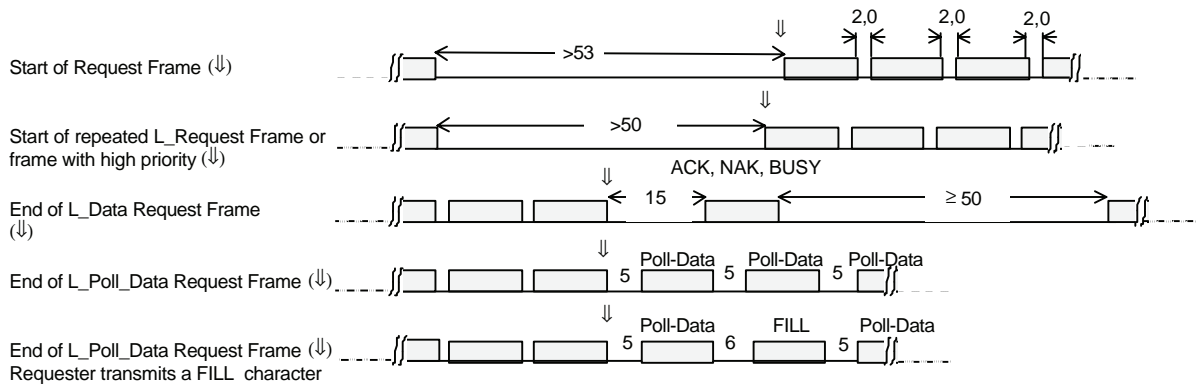 ⇓ 2,0 2,0 2,0
>53
Start of Request Frame (⇓)
⇓
>50
Start of repeated L_Request Frame or
frame with high priority (⇓)
ACK, NAK, BUSY
⇓
15 ≥ 50
End of L_Data Request Frame
(⇓)
⇓
Poll-Data Poll-Data Poll-Data
End of L_Poll_Data Request Frame (⇓) 5 5 5
⇓
Poll-Data FILL Poll-Data
5 6 5
End of L_Poll_Data Request Frame (⇓)
Requester transmits a FILL character